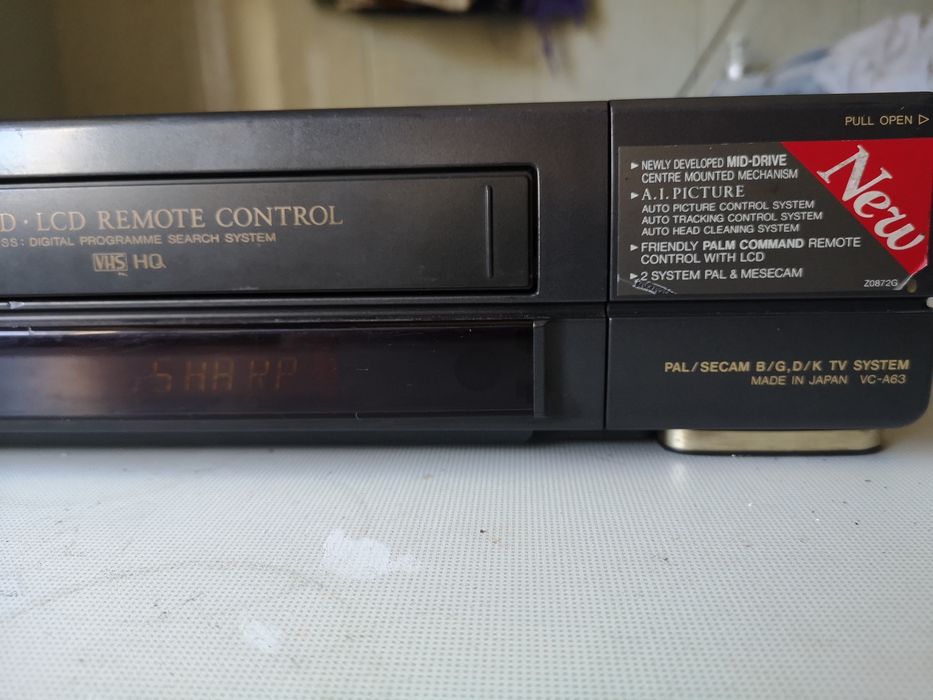 D · LCD REMOTE CONTROL
SS: DIGITAL PROGRAMME SEARCH SYSTEM
VHS HQ
SHARP
PULL OPEN ▷
New
► NEWLY DEVELOPED MID-DRIVE
CENTRE MOUNTED MECHANISM
► A.I. PICTURE
AUTO PICTURE CONTROL SYSTEM
AUTO TRACKING CONTROL SYSTEM
AUTO HEAD CLEANING SYSTEM
► FRIENDLY PALM COMMAND REMOTE
CONTROL WITH LCD
► 2 SYSTEM PAL & MESECAM
Z0872G
PAL/SECAM B/G,D/K TV SYSTEM
MADE IN JAPAN VC-A63